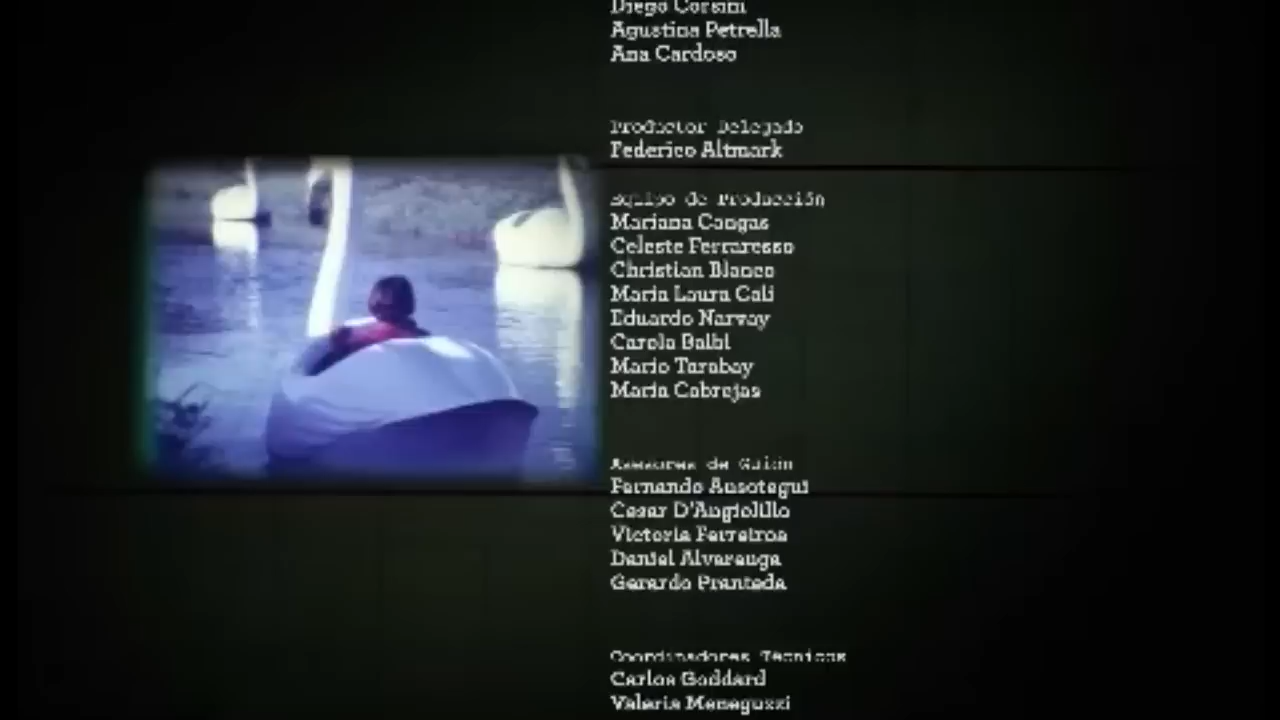 Diego Corsini
Agustina Petrella
Ana Cardoso
Productor Delegado
Federico Altmark
Equipo de Producción
Mariana Cangas
Celeste Ferraresso
Christian Blanco
Maria Laura Cali
Eduardo Narvay
Carola Balbi
Mario Tarabay
Maria Cabrejas
Asesores de Guión
Fernando Ansotegui
Cesar D'Angiolillo
Victoria Ferreiroa
Daniel Alvarenga
Gerardo Pranteda
Coordinadores Técnicos
Carlos Goddard
Valeria Meneguzzi